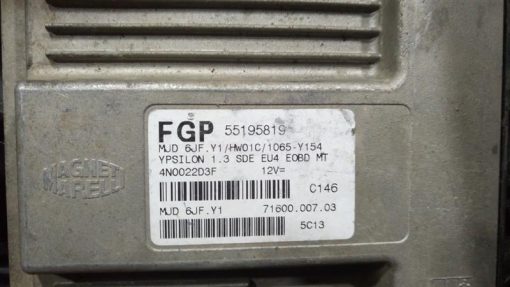 FGP 55195819
MJD 6JF.Y1/HW01C/1065-Y154
YPSILON 1.3 SDE EU4 EOBD MT
4N0022D3F 12V=
C146
MJD 6JF.Y1 71600.007.03
5C13
MAGNETI
MARELLI